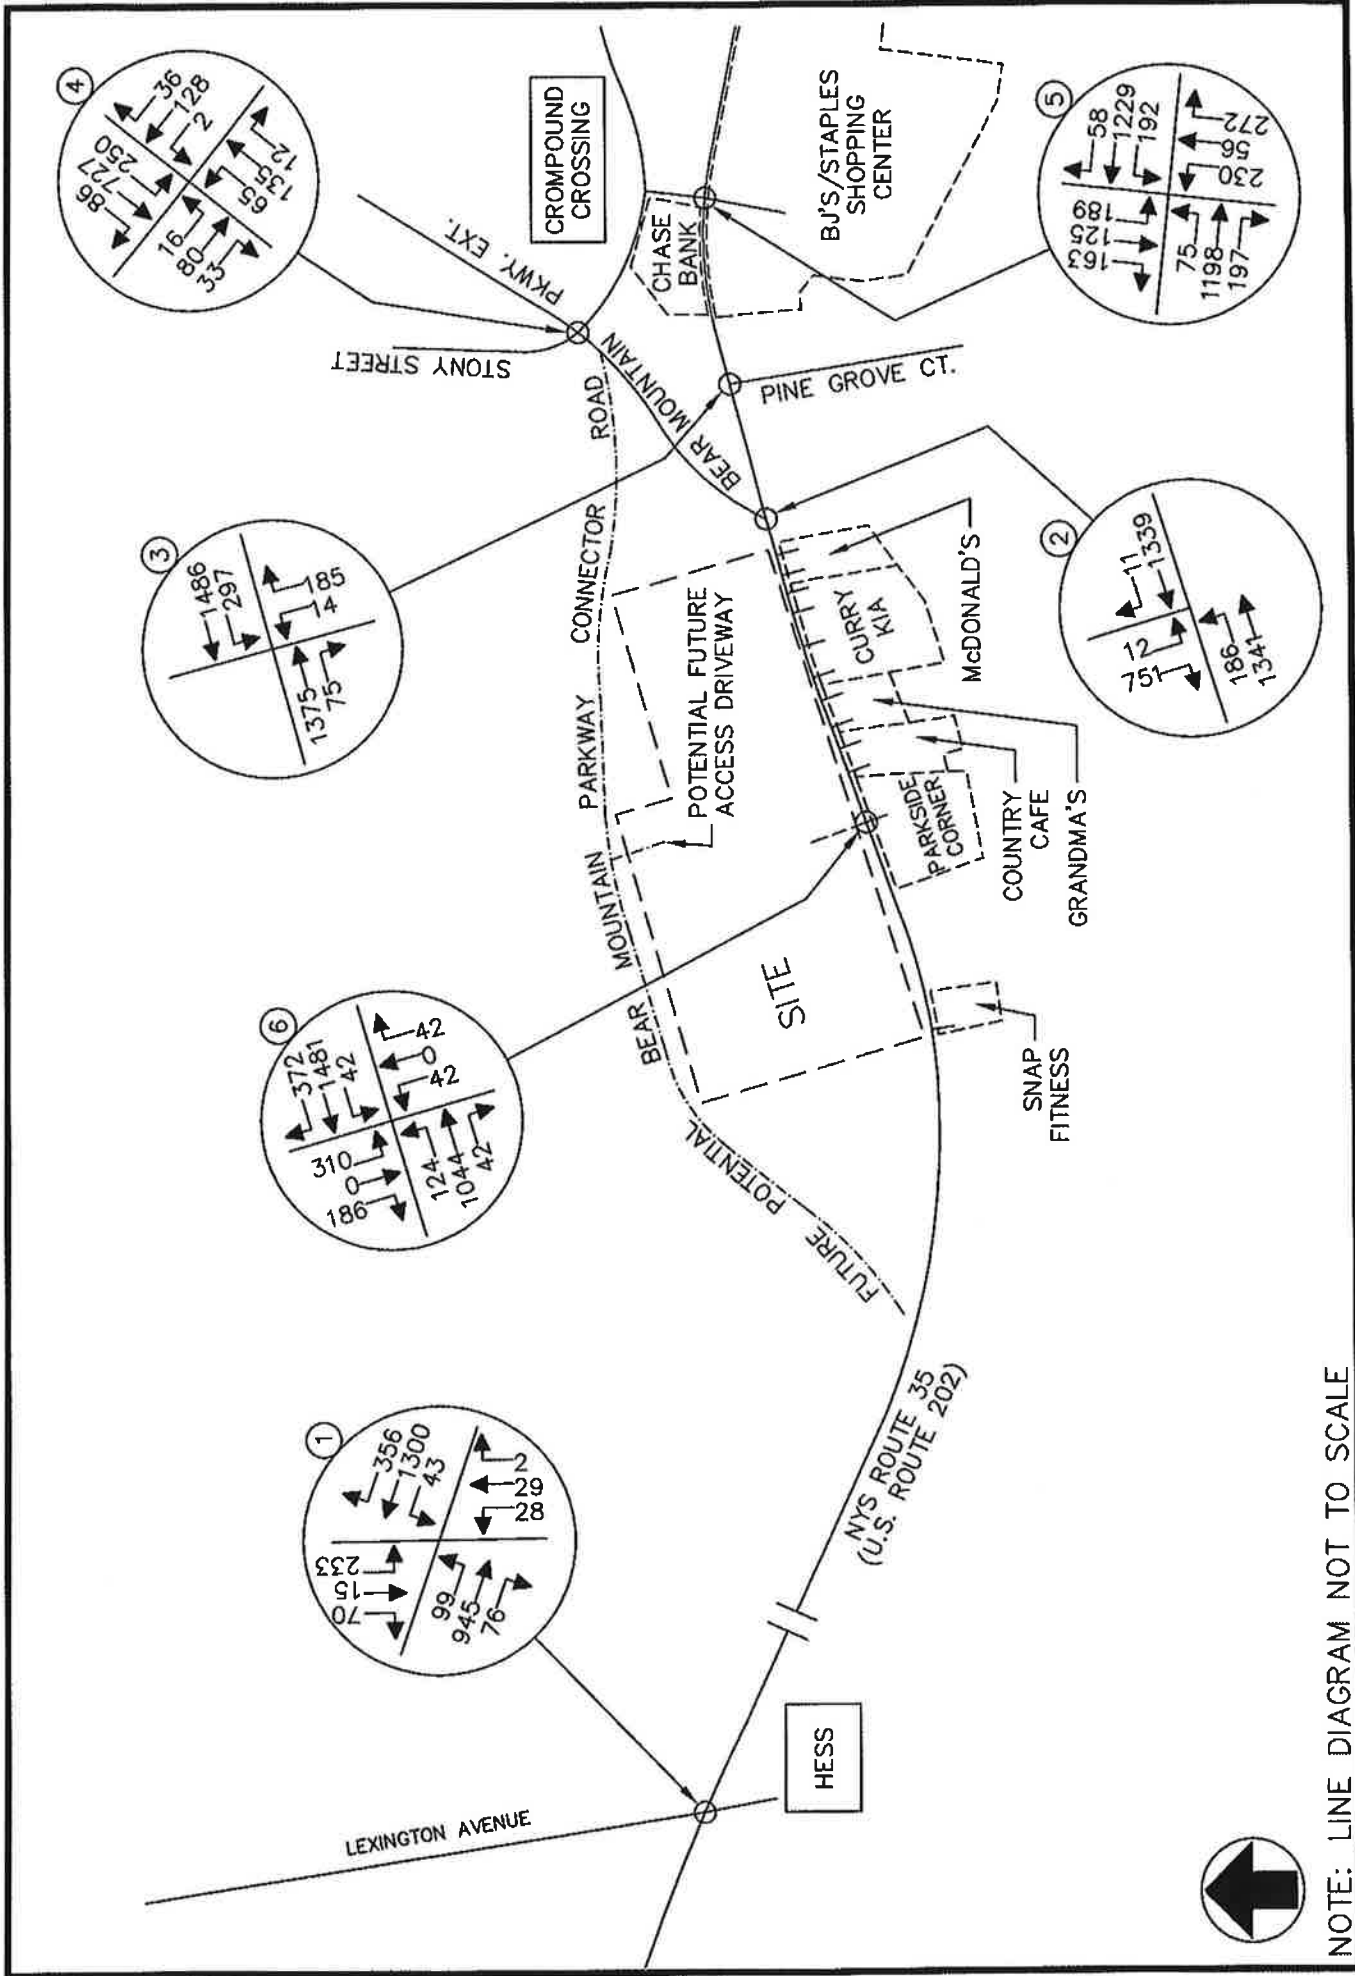 4
36
128
2
250
727
86
16
80
33
65
135
12
STONY STREET
PKWY. EXT.
CROMPOUND
CROSSING
CHASE
BANK
BJ'S/STAPLES
SHOPPING
CENTER
5
58
1229
192
189
125
163
75
1198
197
230
56
272
3
1486
297
1375
75
14
185
BEAR MOUNTAIN
PINE GROVE CT.
2
11
1339
12
751
186
1341
FUTURE POTENTIAL BEAR MOUNTAIN PARKWAY CONNECTOR ROAD
POTENTIAL FUTURE
ACCESS DRIVEWAY
McDONALD'S
CURRY
KIA
GRANDMA'S
COUNTRY
CAFE
PARKSIDE
CORNER
SITE
SNAP
FITNESS
6
372
1481
42
310
0
186
124
1044
42
42
0
42
1
356
1300
43
233
15
70
99
945
76
28
29
2
NYS ROUTE 35
(U.S. ROUTE 202)
LEXINGTON AVENUE
HESS
NOTE: LINE DIAGRAM NOT TO SCALE